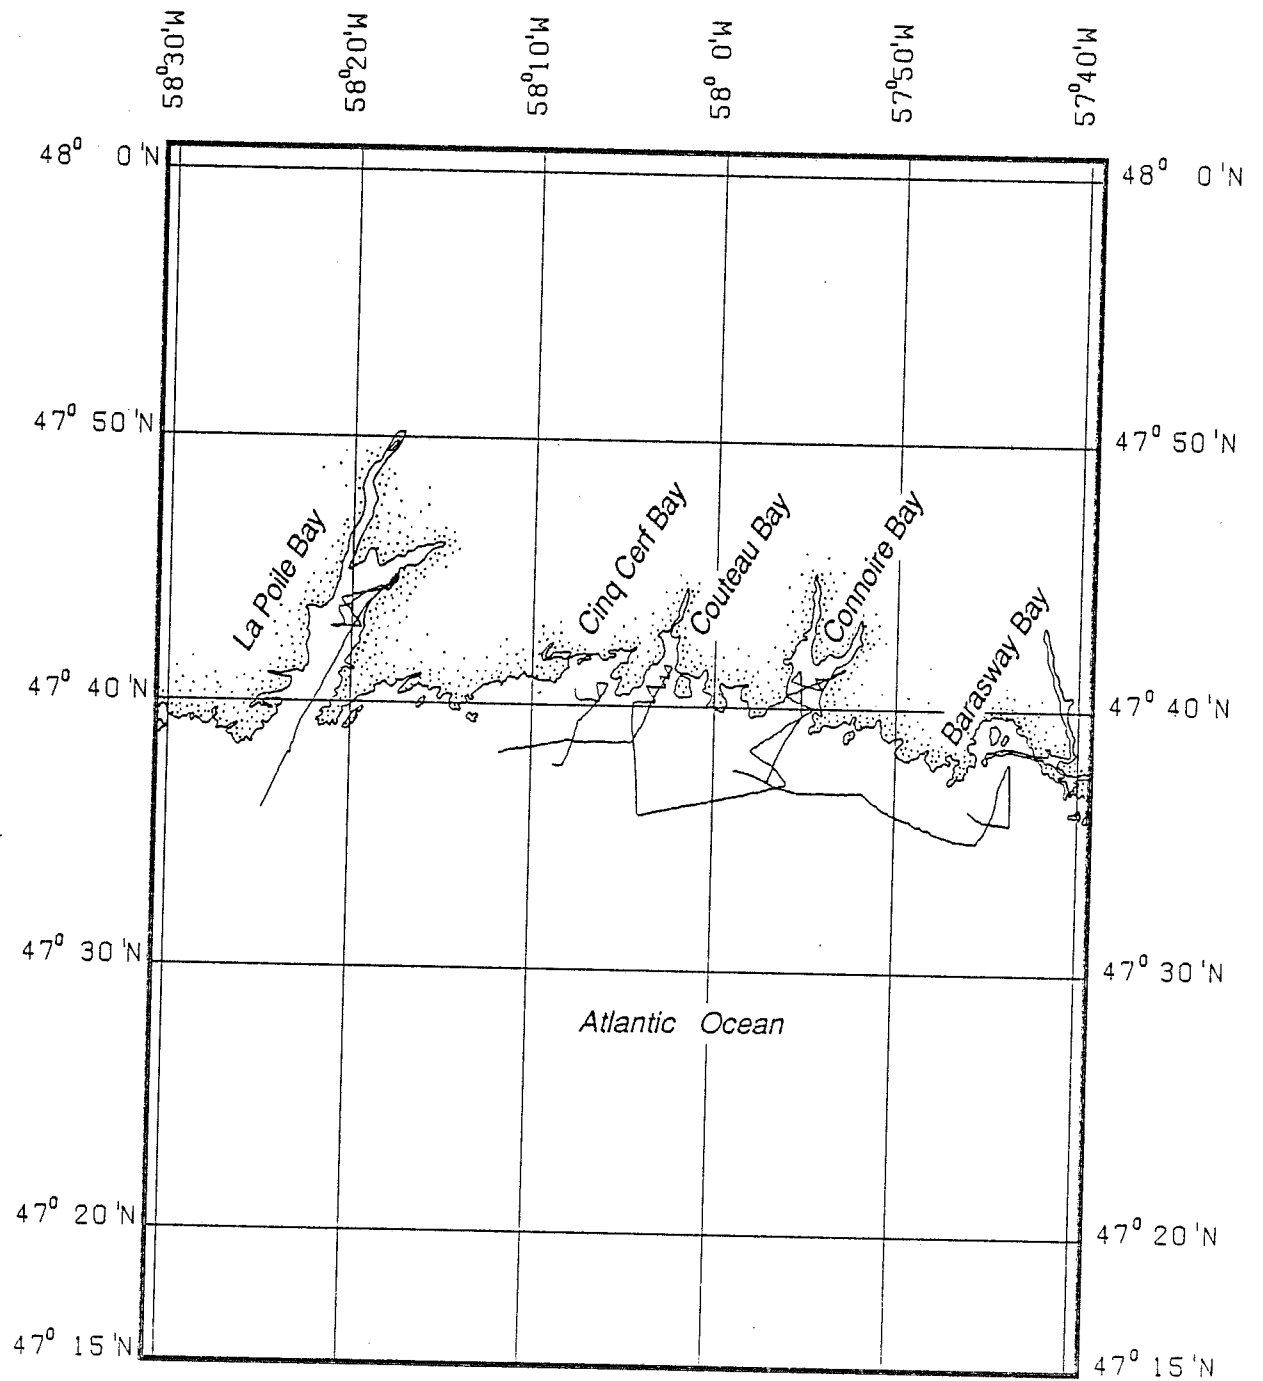 58° 30'W
58° 20'W
58° 10'W
58° 0'W
57° 50'W
57° 40'W
48° 0'N
48° 0'N
47° 50'N
47° 50'N
La Poile Bay
Cinq Cerf Bay
Couteau Bay
Connoire Bay
Barasway Bay
47° 40'N
47° 40'N
47° 30'N
47° 30'N
Atlantic Ocean
47° 20'N
47° 20'N
47° 15'N
47° 15'N